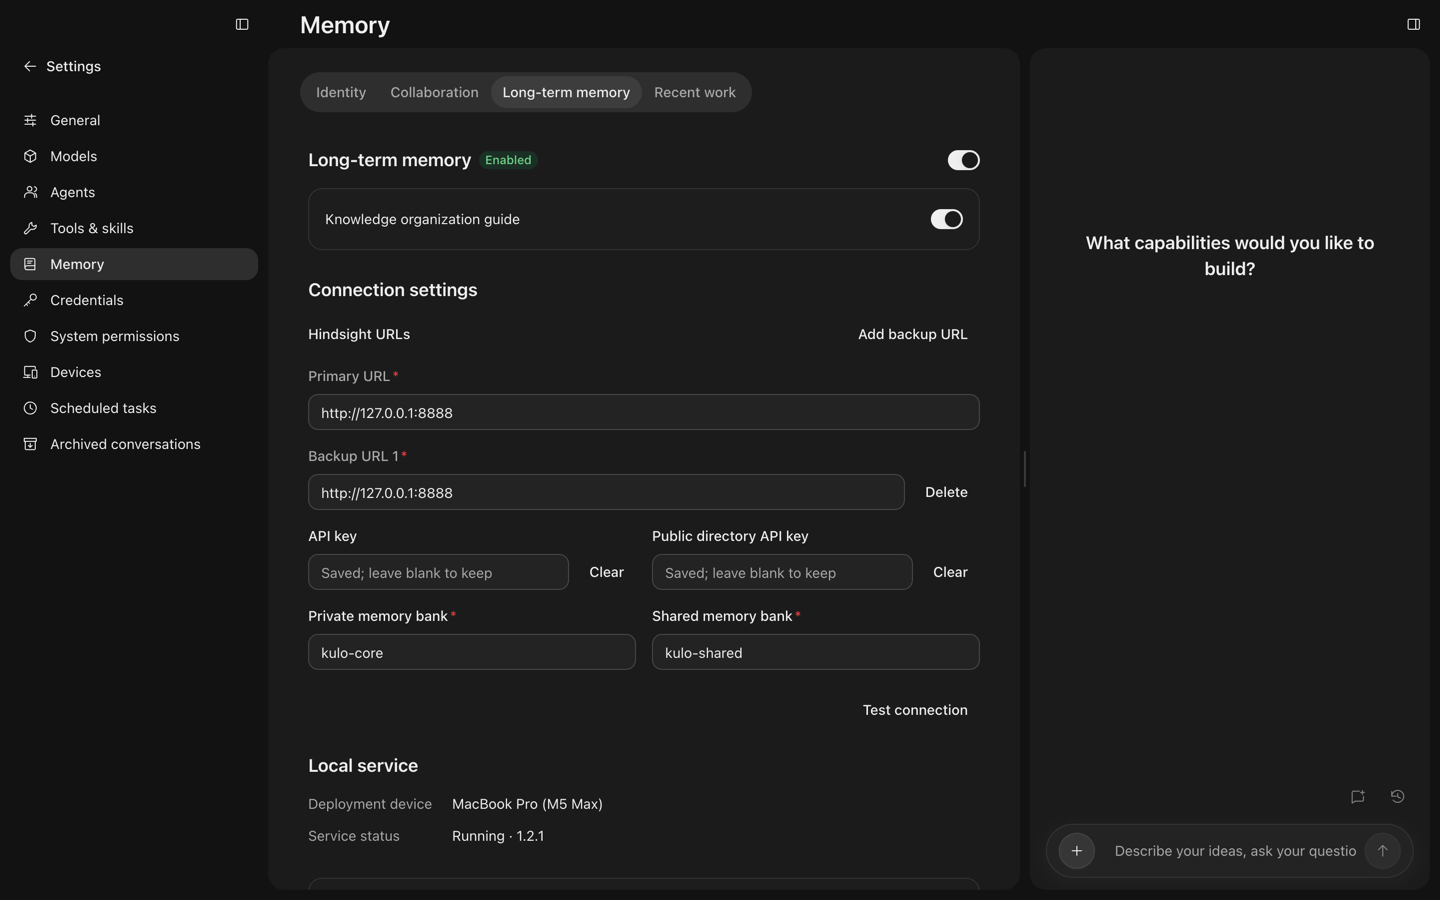 Memory
Settings
General
Models
Agents
Tools & skills
Memory
Credentials
System permissions
Devices
Scheduled tasks
Archived conversations
Identity
Collaboration
Long-term memory
Recent work
Long-term memory
Enabled
Knowledge organization guide
Connection settings
Hindsight URLs
Add backup URL
Primary URL*
http://127.0.0.1:8888
Backup URL 1*
http://127.0.0.1:8888
Delete
API key
Public directory API key
Saved; leave blank to keep
Clear
Saved; leave blank to keep
Clear
Private memory bank*
Shared memory bank*
kulo-core
kulo-shared
Test connection
Local service
Deployment device
MacBook Pro (M5 Max)
Service status
Running · 1.2.1
What capabilities would you like to
build?
Describe your ideas, ask your questio